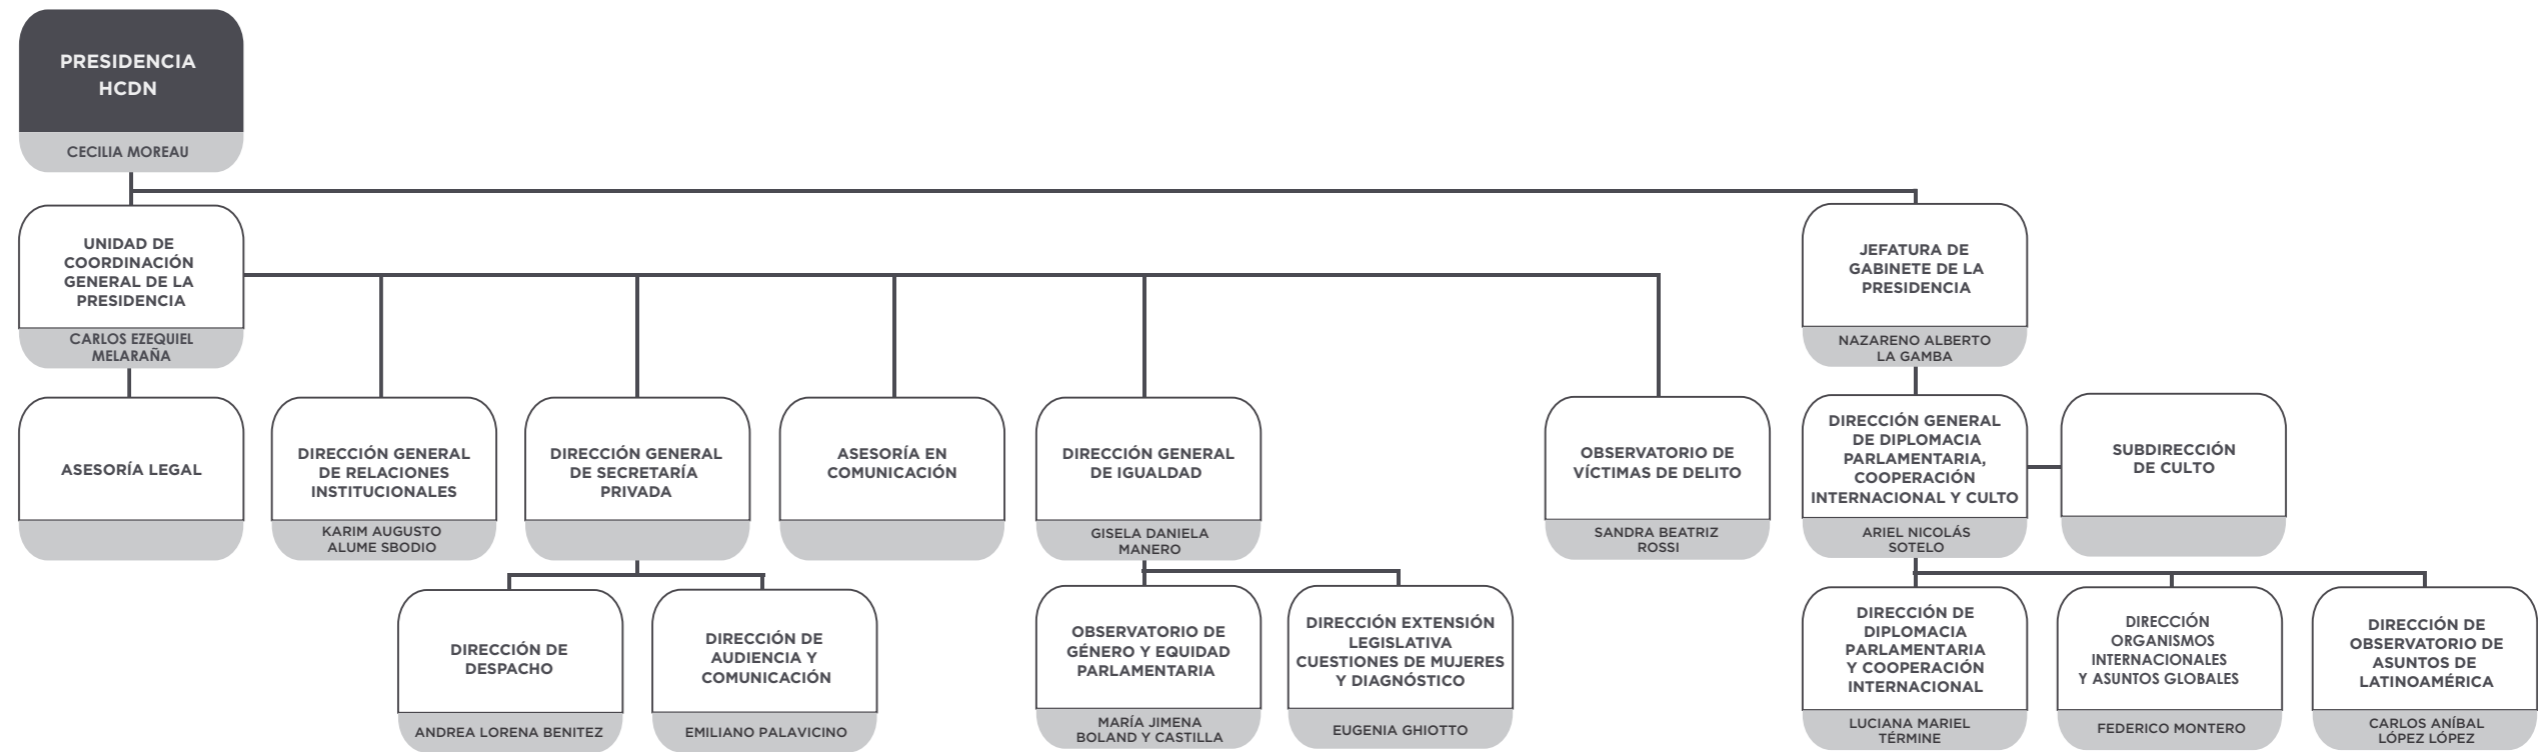 PRESIDENCIA
HCDN
CECILIA MOREAU
UNIDAD DE
COORDINACIÓN
GENERAL DE LA
PRESIDENCIA
CARLOS EZEQUIEL
MELARAÑA
JEFATURA DE
GABINETE DE LA
PRESIDENCIA
NAZARENO ALBERTO
LA GAMBA
ASESORÍA LEGAL
DIRECCIÓN GENERAL
DE RELACIONES
INSTITUCIONALES
KARIM AUGUSTO
ALUME SBODIO
DIRECCIÓN GENERAL
DE SECRETARÍA
PRIVADA
ASESORÍA EN
COMUNICACIÓN
DIRECCIÓN GENERAL
DE IGUALDAD
GISELA DANIELA
MANERO
OBSERVATORIO DE
VÍCTIMAS DE DELITO
SANDRA BEATRIZ
ROSSI
DIRECCIÓN GENERAL
DE DIPLOMACIA
PARLAMENTARIA,
COOPERACIÓN
INTERNACIONAL Y CULTO
ARIEL NICOLÁS
SOTELO
SUBDIRECCIÓN
DE CULTO
DIRECCIÓN DE
DESPACHO
ANDREA LORENA BENITEZ
DIRECCIÓN DE
AUDIENCIA Y
COMUNICACIÓN
EMILIANO PALAVICINO
OBSERVATORIO DE
GÉNERO Y EQUIDAD
PARLAMENTARIA
MARÍA JIMENA
BOLAND Y CASTILLA
DIRECCIÓN EXTENSIÓN
LEGISLATIVA
CUESTIONES DE MUJERES
Y DIAGNÓSTICO
EUGENIA GHIOTTO
DIRECCIÓN DE
DIPLOMACIA
PARLAMENTARIA
Y COOPERACIÓN
INTERNACIONAL
LUCIANA MARIEL
TÉRMINE
DIRECCIÓN
ORGANISMOS
INTERNACIONALES
Y ASUNTOS GLOBALES
FEDERICO MONTERO
DIRECCIÓN DE
OBSERVATORIO DE
ASUNTOS DE
LATINOAMÉRICA
CARLOS ANÍBAL
LÓPEZ LÓPEZ